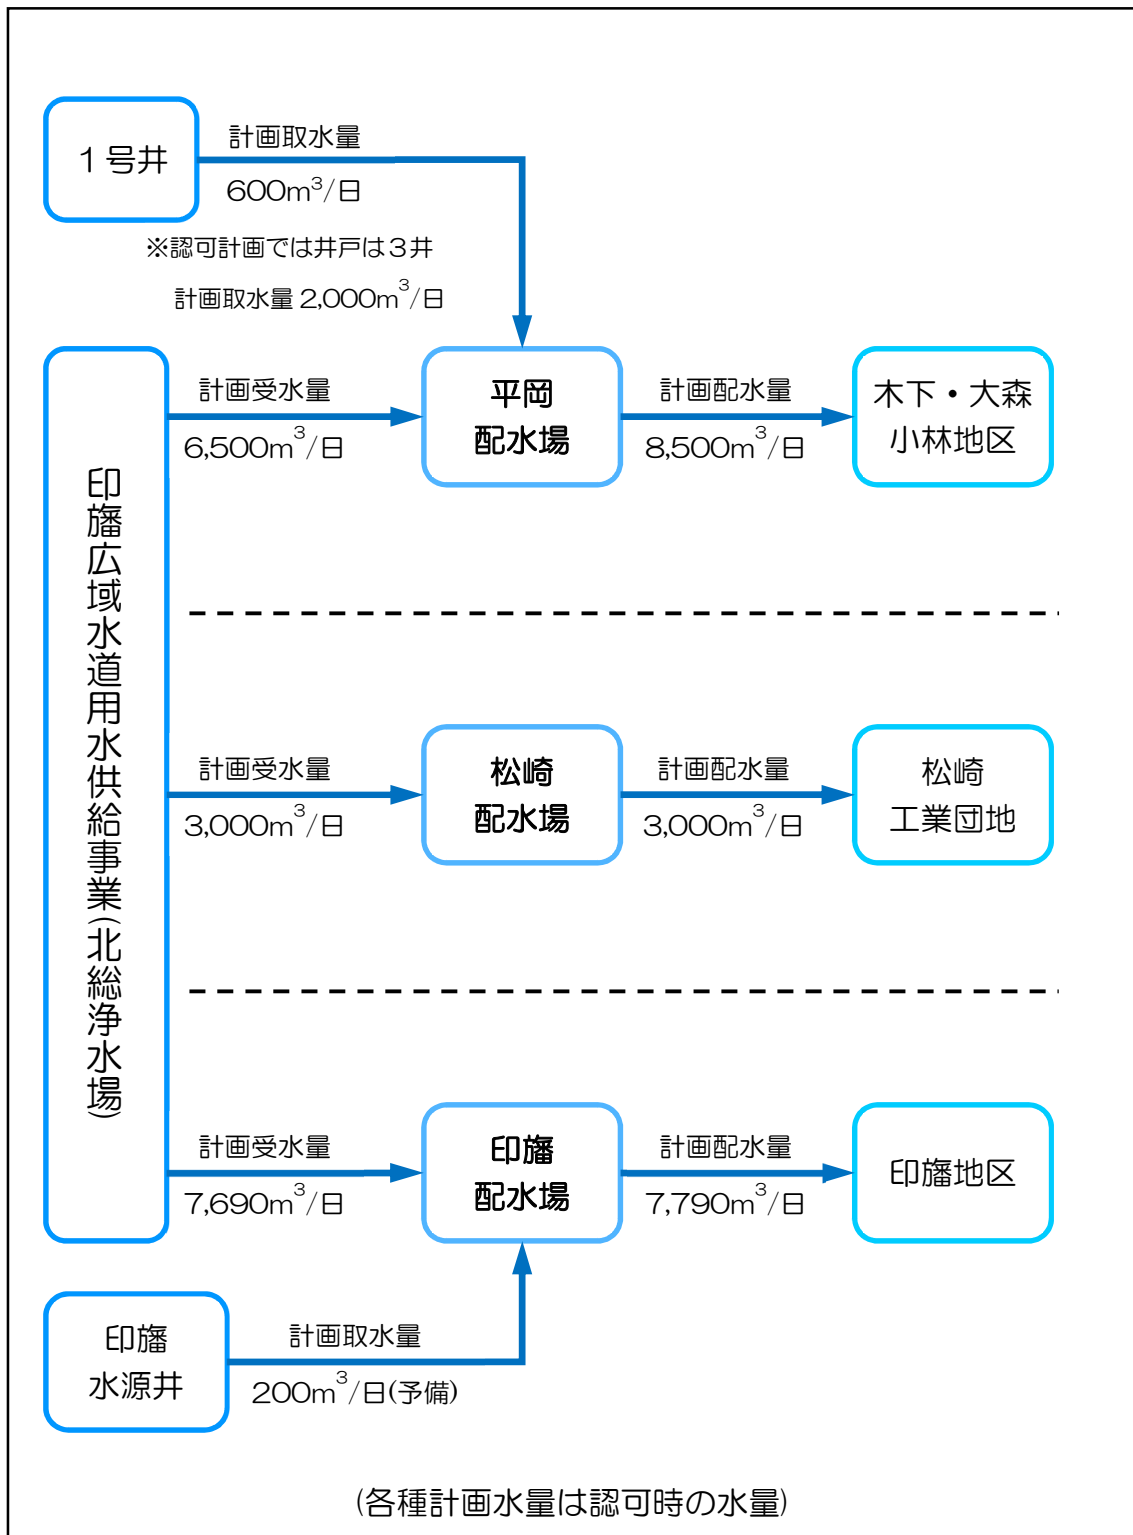 1号井
計画取水量
600m³/日
※認可計画では井戸は3井
計画取水量 2,000m³/日
印旛広域水道用水供給事業(北総浄水場)
計画受水量
6,500m³/日
平岡
配水場
計画配水量
8,500m³/日
木下・大森
小林地区
計画受水量
3,000m³/日
松崎
配水場
計画配水量
3,000m³/日
松崎
工業団地
計画受水量
7,690m³/日
印旛
配水場
計画配水量
7,790m³/日
印旛地区
印旛
水源井
計画取水量
200m³/日(予備)
(各種計画水量は認可時の水量)